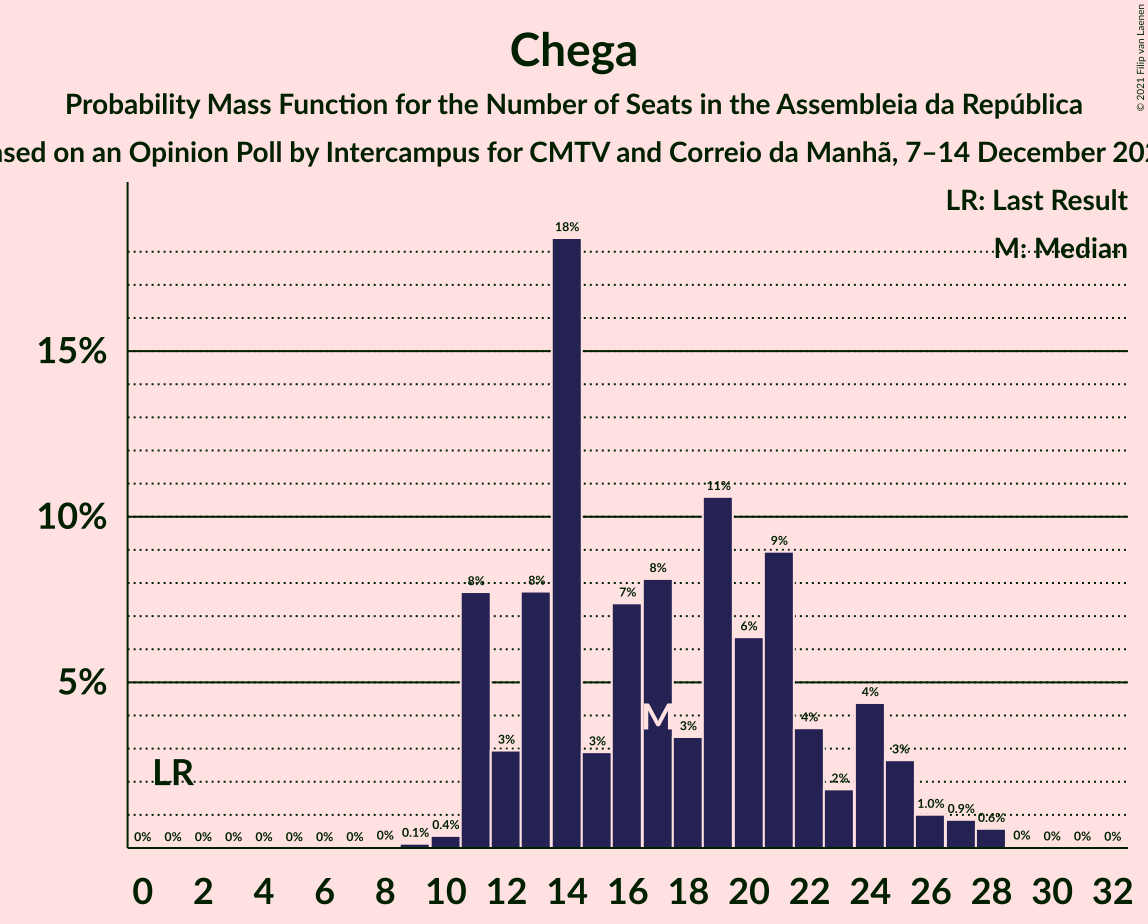 Chega
Probability Mass Function for the Number of Seats in the Assembleia da República
ased on an Opinion Poll by Intercampus for CMTV and Correio da Manhã, 7–14 December 202
© 2021 Filip van Laenen
LR: Last Result
M: Median
15%
10%
5%
0% 0% 0% 0% 0% 0% 0% 0% 0% 0.1% 0.4% 8% 3% 8% 18% 3% 7% 8% 3% 11% 6% 9% 4% 2% 4% 3% 1.0% 0.9% 0.6% 0% 0% 0% 0%
M
LR
0 2 4 6 8 10 12 14 16 18 20 22 24 26 28 30 32